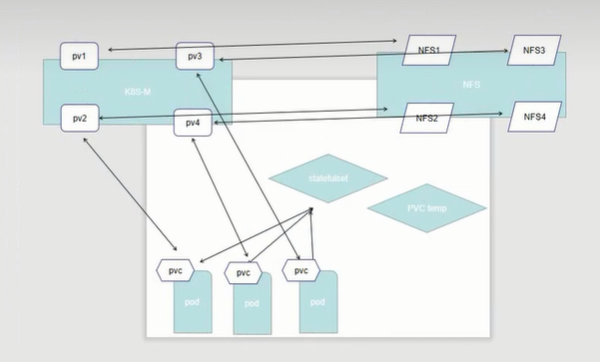 pv1
pv3
NFS1
NFS3
K8S-M
NFS
pv2
pv4
NFS2
NFS4
statefulset
PVC temp
pvc
pvc
pvc
pod
pod
pod